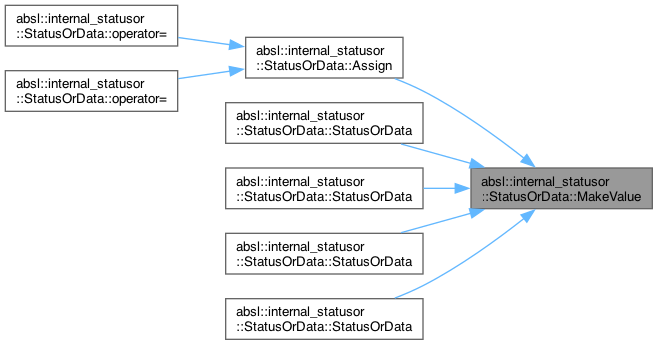 absl::internal_statusor
::StatusOrData::operator=
absl::internal_statusor
::StatusOrData::operator=
absl::internal_statusor
::StatusOrData::Assign
absl::internal_statusor
::StatusOrData::StatusOrData
absl::internal_statusor
::StatusOrData::StatusOrData
absl::internal_statusor
::StatusOrData::StatusOrData
absl::internal_statusor
::StatusOrData::StatusOrData
absl::internal_statusor
::StatusOrData::MakeValue